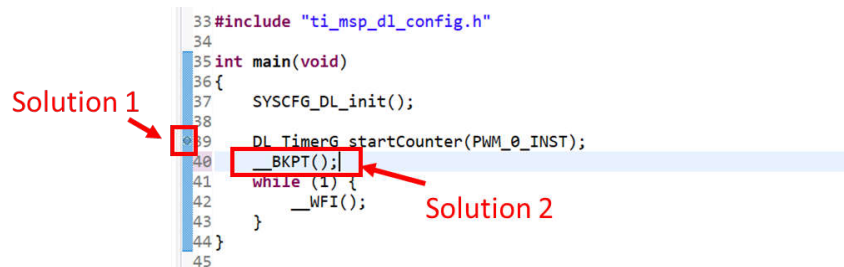 33 #include "ti_msp_dl_config.h"
34
35 int main(void)
36 {
37 SYSCFG_DL_init();
38
39 DL_TimerG_startCounter(PWM_0_INST);
40 __BKPT();
41 while (1) {
42 __WFI();
43 }
44 }
45
Solution 1
Solution 2